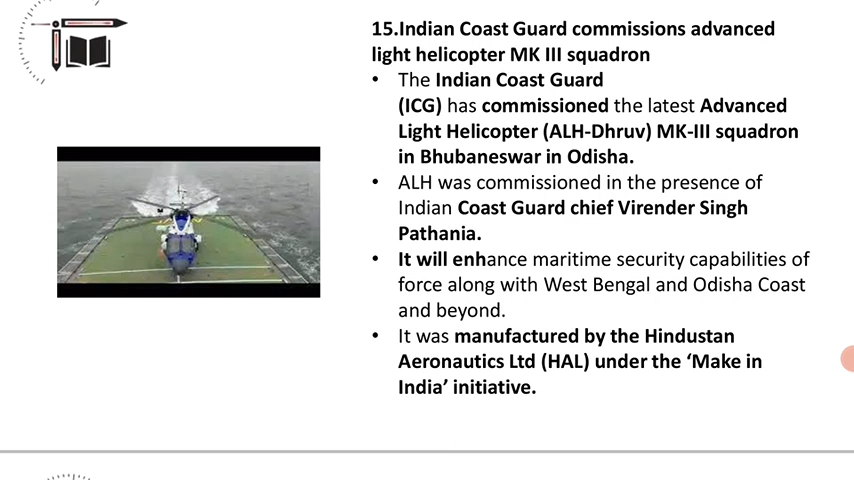 15.Indian Coast Guard commissions advanced
light helicopter MK III squadron
• The Indian Coast Guard
(ICG) has commissioned the latest Advanced
Light Helicopter (ALH-Dhruv) MK-III squadron
in Bhubaneswar in Odisha.
• ALH was commissioned in the presence of
Indian Coast Guard chief Virender Singh
Pathania.
• It will enhance maritime security capabilities of
force along with West Bengal and Odisha Coast
and beyond.
• It was manufactured by the Hindustan
Aeronautics Ltd (HAL) under the ‘Make in
India’ initiative.